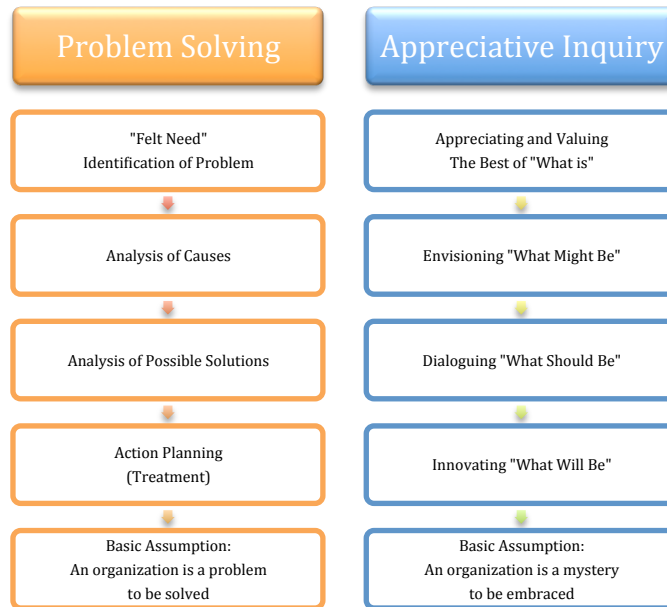 Problem Solving
"Felt Need"
Identification of Problem
Analysis of Causes
Analysis of Possible Solutions
Action Planning
(Treatment)
Basic Assumption:
An organization is a problem
to be solved
Appreciative Inquiry
Appreciating and Valuing
The Best of "What is"
Envisioning "What Might Be"
Dialoguing "What Should Be"
Innovating "What Will Be"
Basic Assumption:
An organization is a mystery
to be embraced